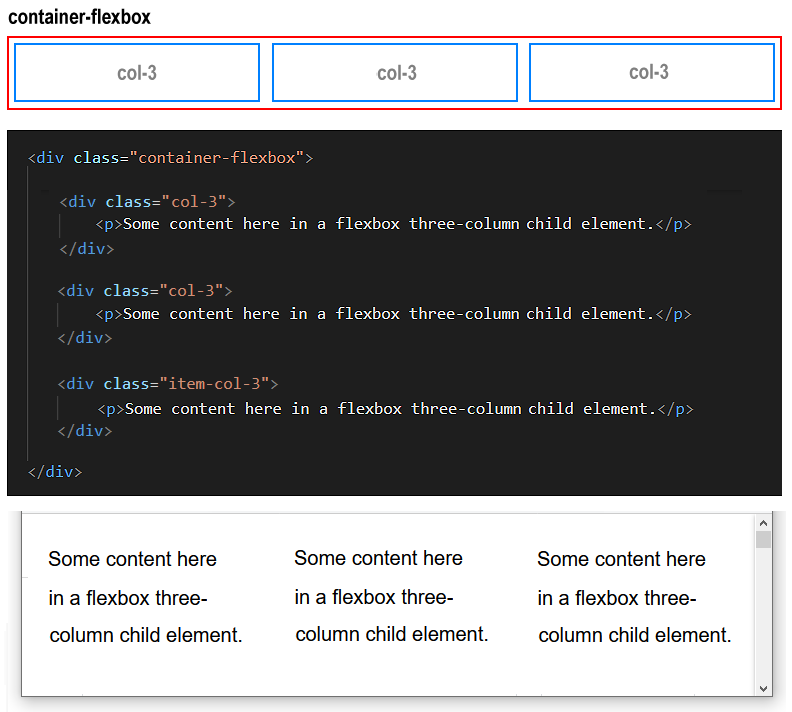 container-flexbox
col-3 col-3 col-3
<div class="container-flexbox">
<div class="col-3">
<p>Some content here in a flexbox three-column child element.</p>
</div>
<div class="col-3">
<p>Some content here in a flexbox three-column child element.</p>
</div>
<div class="item-col-3">
<p>Some content here in a flexbox three-column child element.</p>
</div>
</div>
Some content here
in a flexbox three-
column child element.
Some content here
in a flexbox three-
column child element.
Some content here
in a flexbox three-
column child element.